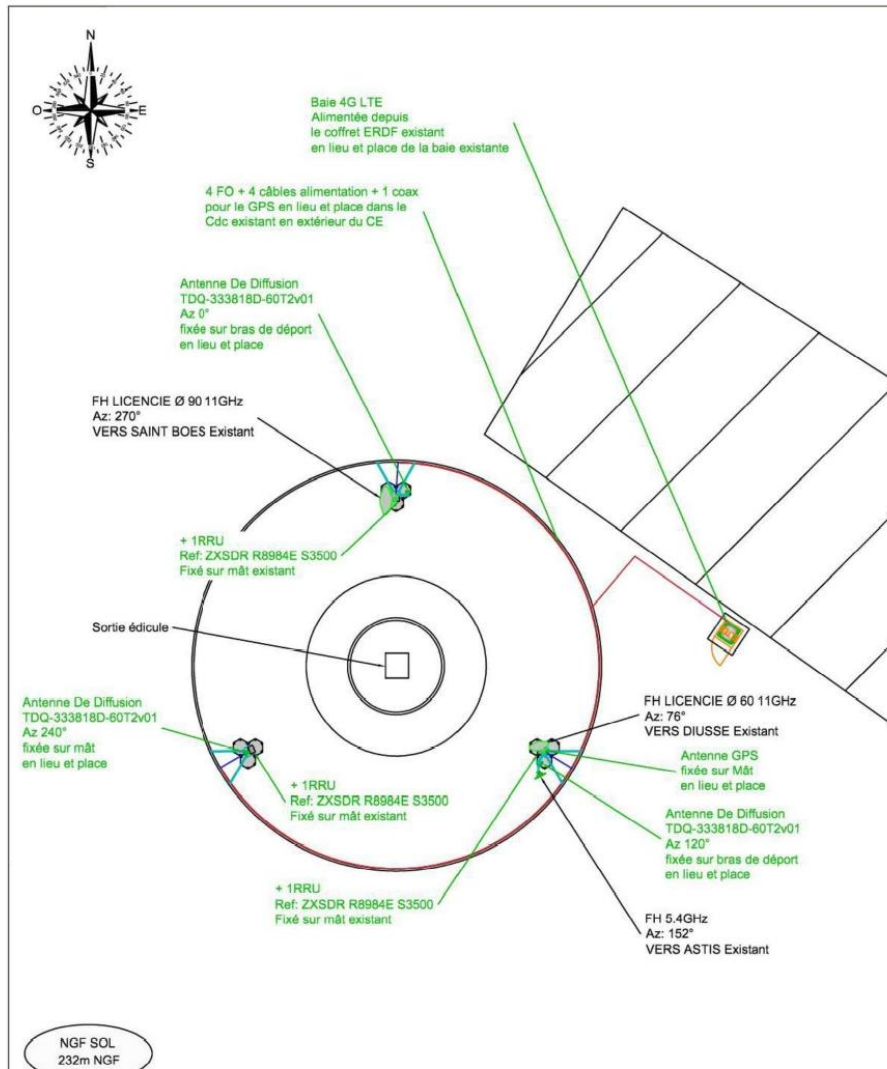 N
O
E
S
Baie 4G LTE
Alimentée depuis
le coffret ERDF existant
en lieu et place de la baie existante
4 FO + 4 câbles alimentation + 1 coax
pour le GPS en lieu et place dans le
Cdc existant en extérieur du CE
Antenne De Diffusion
TDQ-333818D-60T2v01
Az 0°
fixée sur bras de déport
en lieu et place
FH LICENCIE Ø 90 11GHz
Az: 270°
VERS SAINT BOES Existant
+ 1RRU
Ref: ZXSDR R8984E S3500
Fixé sur mât existant
Sortie édicule
Antenne De Diffusion
TDQ-333818D-60T2v01
Az 240°
fixée sur mât
en lieu et place
+ 1RRU
Ref: ZXSDR R8984E S3500
Fixé sur mât existant
FH LICENCIE Ø 60 11GHz
Az: 76°
VERS DIUSSE Existant
Antenne GPS
fixée sur Mât
en lieu et place
Antenne De Diffusion
TDQ-333818D-60T2v01
Az 120°
fixée sur bras de déport
en lieu et place
+ 1RRU
Ref: ZXSDR R8984E S3500
Fixé sur mât existant
FH 5.4GHz
Az: 152°
VERS ASTIS Existant
NGF SOL
232m NGF